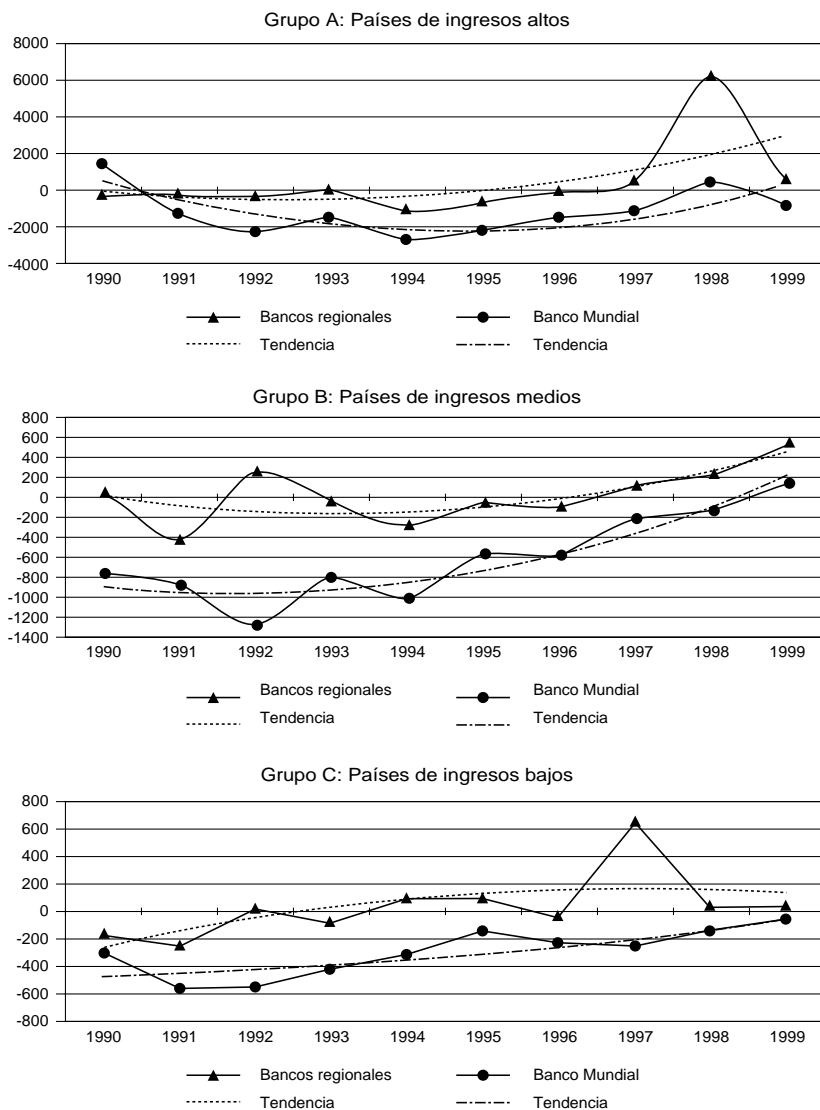 Grupo A: Países de ingresos altos
8000
6000
4000
2000
0
-2000
-4000
1990 1991 1992 1993 1994 1995 1996 1997 1998 1999
Bancos regionales Banco Mundial
Tendencia Tendencia
Grupo B: Países de ingresos medios
800
600
400
200
0
-200
-400
-600
-800
-1000
-1200
-1400
1990 1991 1992 1993 1994 1995 1996 1997 1998 1999
Bancos regionales Banco Mundial
Tendencia Tendencia
Grupo C: Países de ingresos bajos
800
600
400
200
0
-200
-400
-600
-800
1990 1991 1992 1993 1994 1995 1996 1997 1998 1999
Bancos regionales Banco Mundial
Tendencia Tendencia